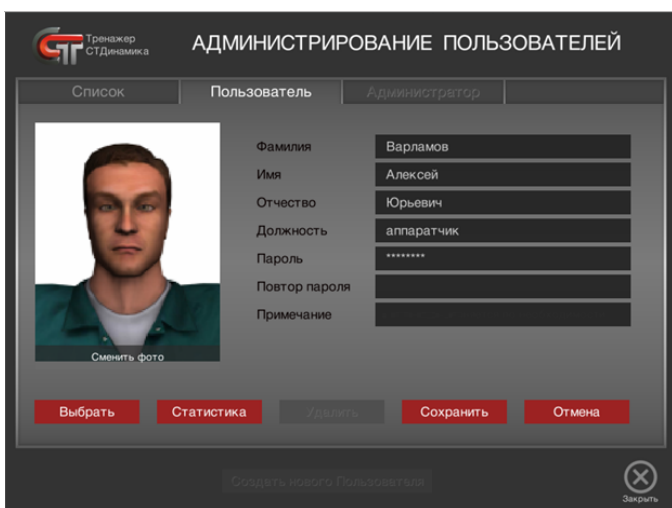 Тренажер
СТДинамика
АДМИНИСТРИРОВАНИЕ ПОЛЬЗОВАТЕЛЕЙ
Список Пользователь Администратор
Фамилия Варламов
Имя Алексей
Отчество Юрьевич
Должность аппаратчик
Пароль ********
Повтор пароля
Примечание
Сменить фото
Выбрать Статистика Удалить Сохранить Отмена
Создать нового Пользователя
Закрыть